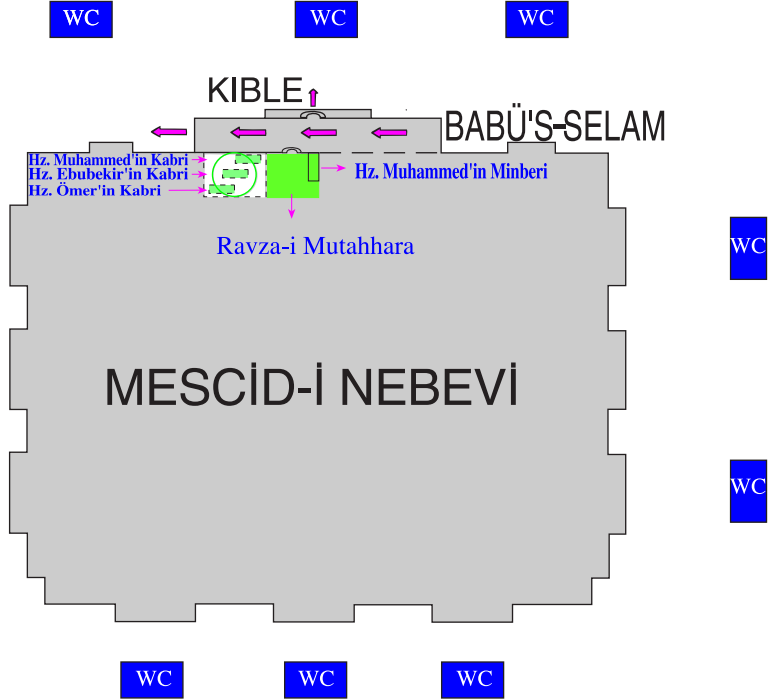 WC
WC
WC
KIBLE
BABÜ'S-SELAM
Hz. Muhammed'in Kabri
Hz. Ebubekir'in Kabri
Hz. Ömer'in Kabri
Hz. Muhammed'in Minberi
Ravza-i Mutahhara
WC
MESCİD-İ NEBEVİ
WC
WC
WC
WC